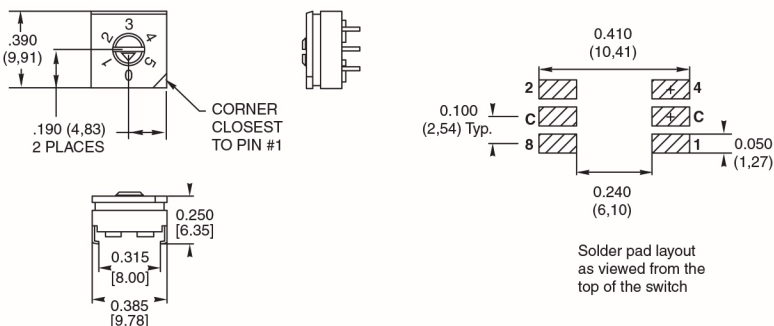 .390
(9,91)
3
2
4
1
5
0
.190 (4,83)
2 PLACES
CORNER
CLOSEST
TO PIN #1
0.410
(10,41)
2
4
C
C
8
1
0.100
(2,54) Typ.
0.050
(1,27)
0.240
(6,10)
0.250
[6.35]
0.315
[8.00]
0.385
[9.78]
Solder pad layout
as viewed from the
top of the switch